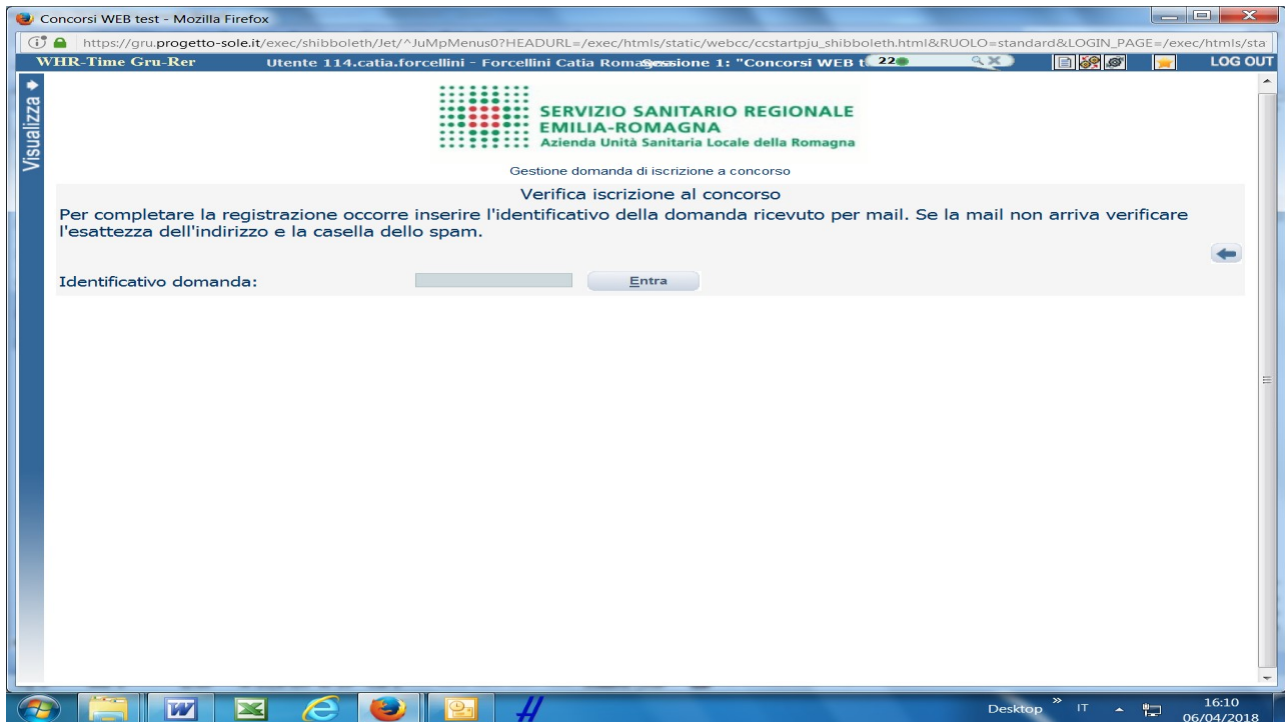 Concorsi WEB test - Mozilla Firefox
https://gru.progetto-sole.it/exec/shibboleth/Jet/^JuMpMenus0?HEADURL=/exec/htmls/static/webcc/ccstartpju_shibboleth.html&RUOLO=standard&LOGIN_PAGE=/exec/htmls/sta
WHR-Time Gru-Rer Utente 114.catia.forcellini - Forcellini Catia Romagna Sessione 1: "Concorsi WEB t 22 LOG OUT
Visualizza
SERVIZIO SANITARIO REGIONALE
EMILIA-ROMAGNA
Azienda Unità Sanitaria Locale della Romagna
Gestione domanda di iscrizione a concorso
Verifica iscrizione al concorso
Per completare la registrazione occorre inserire l'identificativo della domanda ricevuto per mail. Se la mail non arriva verificare
l'esattezza dell'indirizzo e la casella dello spam.
Identificativo domanda: Entra
Desktop » IT 16:10
06/04/2018